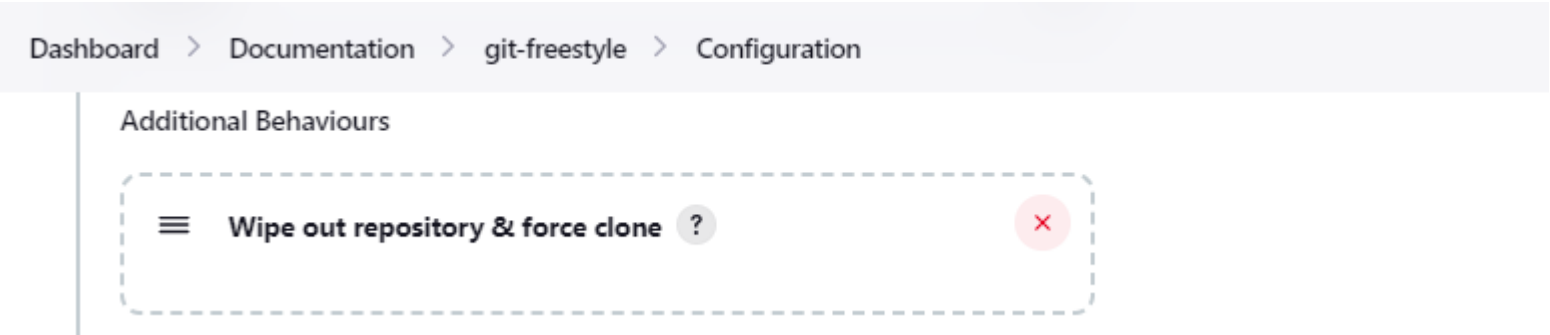 Dashboard > Documentation > git-freestyle > Configuration
Additional Behaviours
Wipe out repository & force clone ?